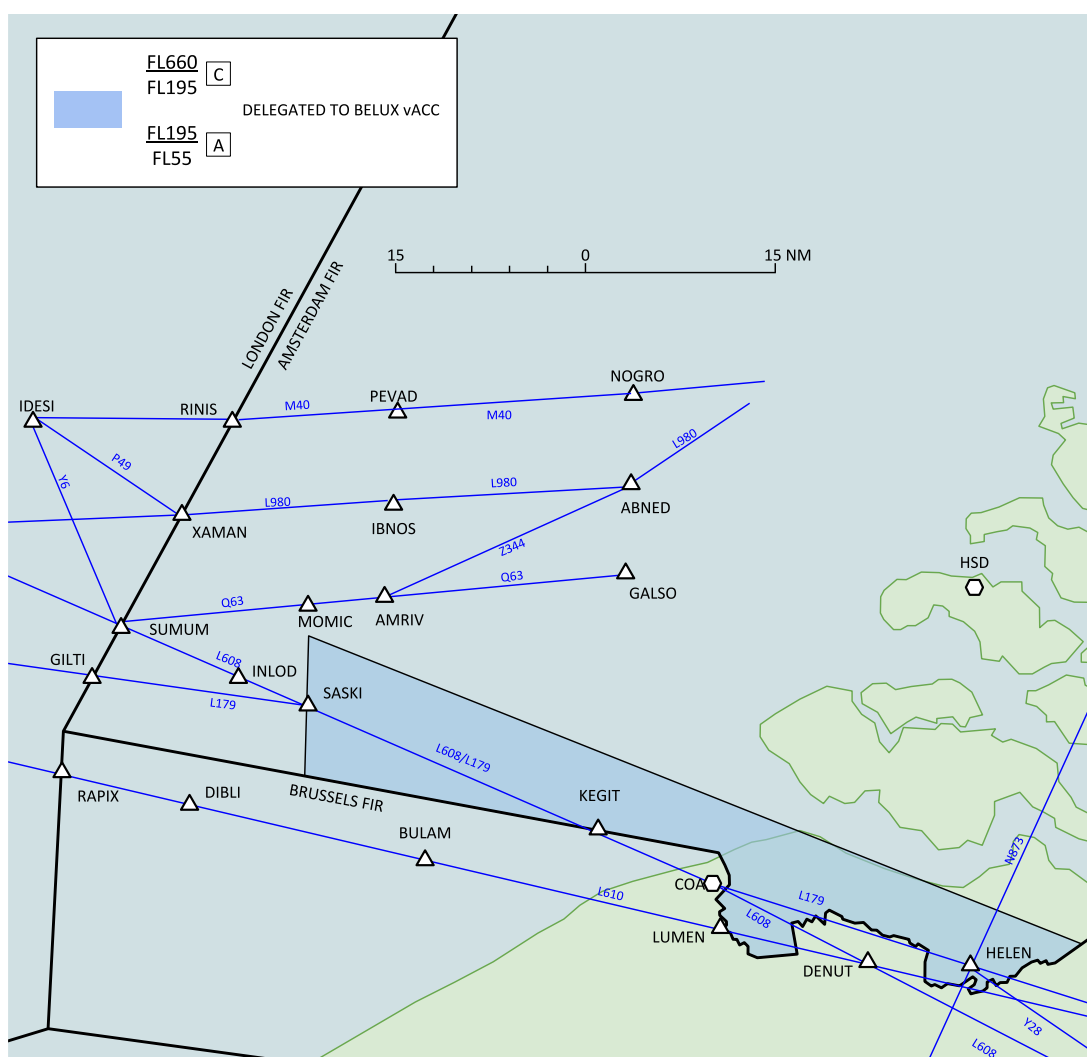 FL660
FL195
C
DELEGATED TO BELUX vACC
FL195
FL55
A
15
0
15 NM
LONDON FIR
AMSTERDAM FIR
NOGRO
PEVAD
IDESI
RINIS
M40
M40
L980
P49
Y6
L980
L980
XAMAN
IBNOS
ABNED
Z344
HSD
Q63
Q63
GALSO
MOMIC
AMRIV
SUMUM
L608
GILTI
INLOD
SASKI
L179
L608/L179
RAPIX
DIBLI
BRUSSELS FIR
KEGIT
BULAM
N873
COA
L610
L179
L608
LUMEN
HELEN
DENUT
Y28
L608